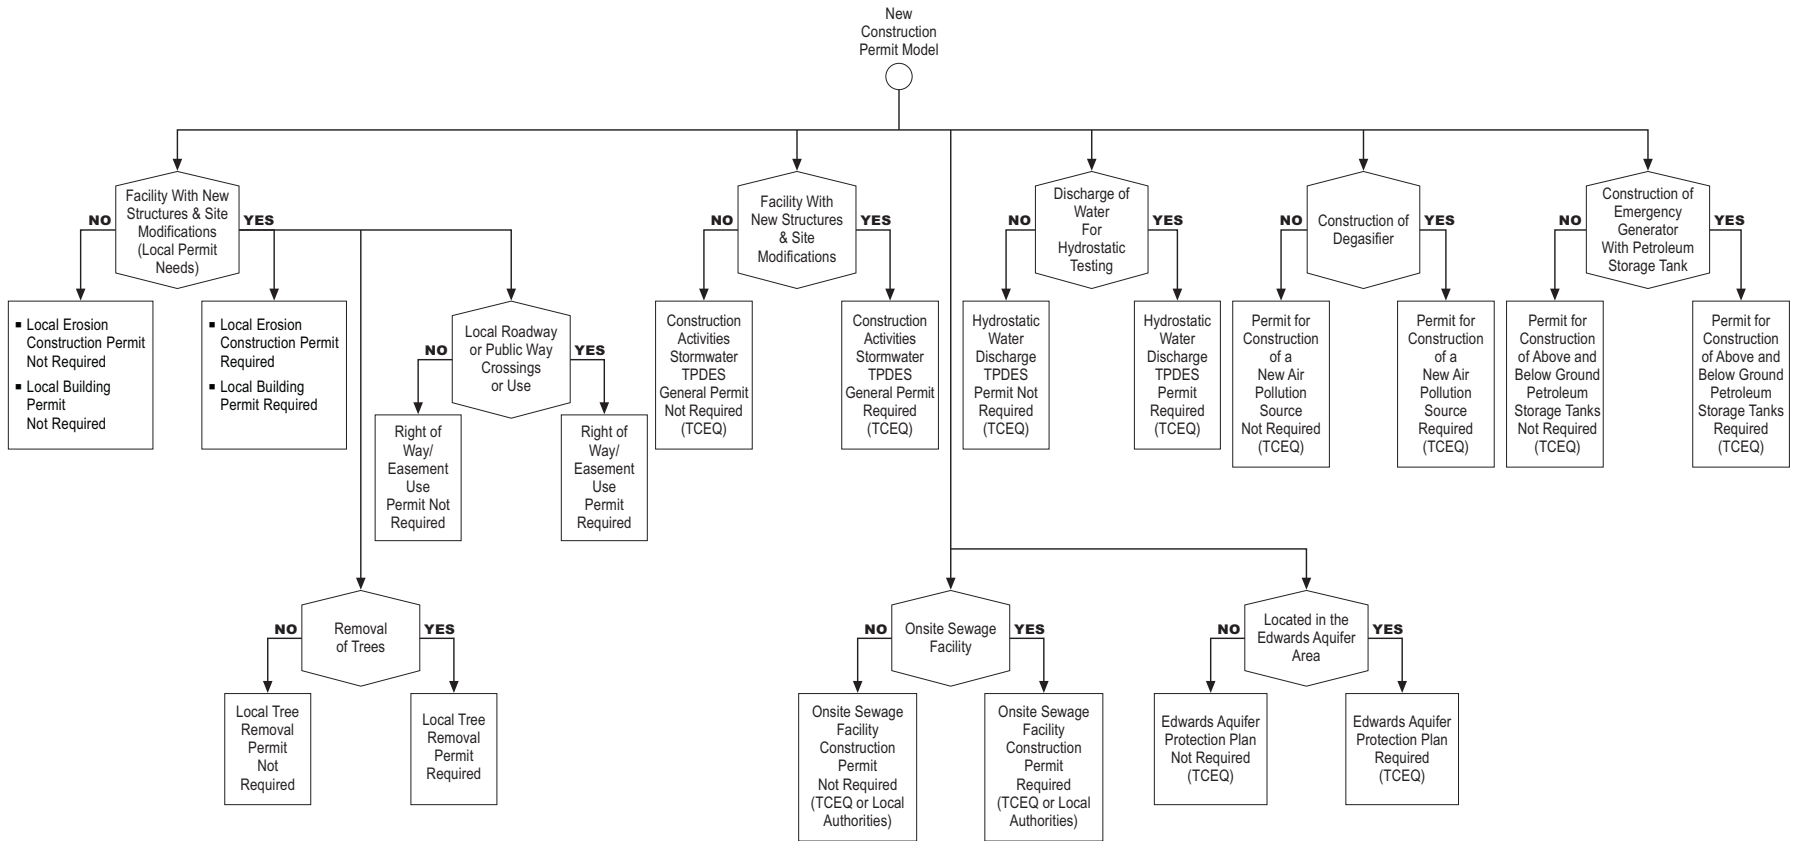 New
Construction
Permit Model
Facility With New
Structures & Site
Modifications
(Local Permit
Needs)
NO
YES
Facility With
New Structures
& Site
Modifications
NO
YES
Discharge of
Water
For
Hydrostatic
Testing
NO
YES
Construction of
Degasifier
NO
YES
Construction of
Emergency
Generator
With Petroleum
Storage Tank
NO
YES
▪ Local Erosion
Construction Permit
Not Required
▪ Local Building
Permit
Not Required
▪ Local Erosion
Construction Permit
Required
▪ Local Building
Permit Required
Local Roadway
or Public Way
Crossings
or Use
NO
YES
Right of
Way/
Easement
Use
Permit Not
Required
Right of
Way/
Easement
Use
Permit
Required
Construction
Activities
Stormwater
TPDES
General Permit
Not Required
(TCEQ)
Construction
Activities
Stormwater
TPDES
General Permit
Required
(TCEQ)
Hydrostatic
Water
Discharge
TPDES
Permit Not
Required
(TCEQ)
Hydrostatic
Water
Discharge
TPDES
Permit
Required
(TCEQ)
Permit for
Construction
of a
New Air
Pollution
Source
Not Required
(TCEQ)
Permit for
Construction
of a
New Air
Pollution
Source
Required
(TCEQ)
Permit for
Construction
of Above and
Below Ground
Petroleum
Storage Tanks
Not Required
(TCEQ)
Permit for
Construction
of Above and
Below Ground
Petroleum
Storage Tanks
Required
(TCEQ)
Removal
of Trees
NO
YES
Local Tree
Removal
Permit
Not
Required
Local Tree
Removal
Permit
Required
Onsite Sewage
Facility
NO
YES
Onsite Sewage
Facility
Construction
Permit
Not Required
(TCEQ or Local
Authorities)
Onsite Sewage
Facility
Construction
Permit
Required
(TCEQ or Local
Authorities)
Located in the
Edwards Aquifer
Area
NO
YES
Edwards Aquifer
Protection Plan
Not Required
(TCEQ)
Edwards Aquifer
Protection Plan
Required
(TCEQ)